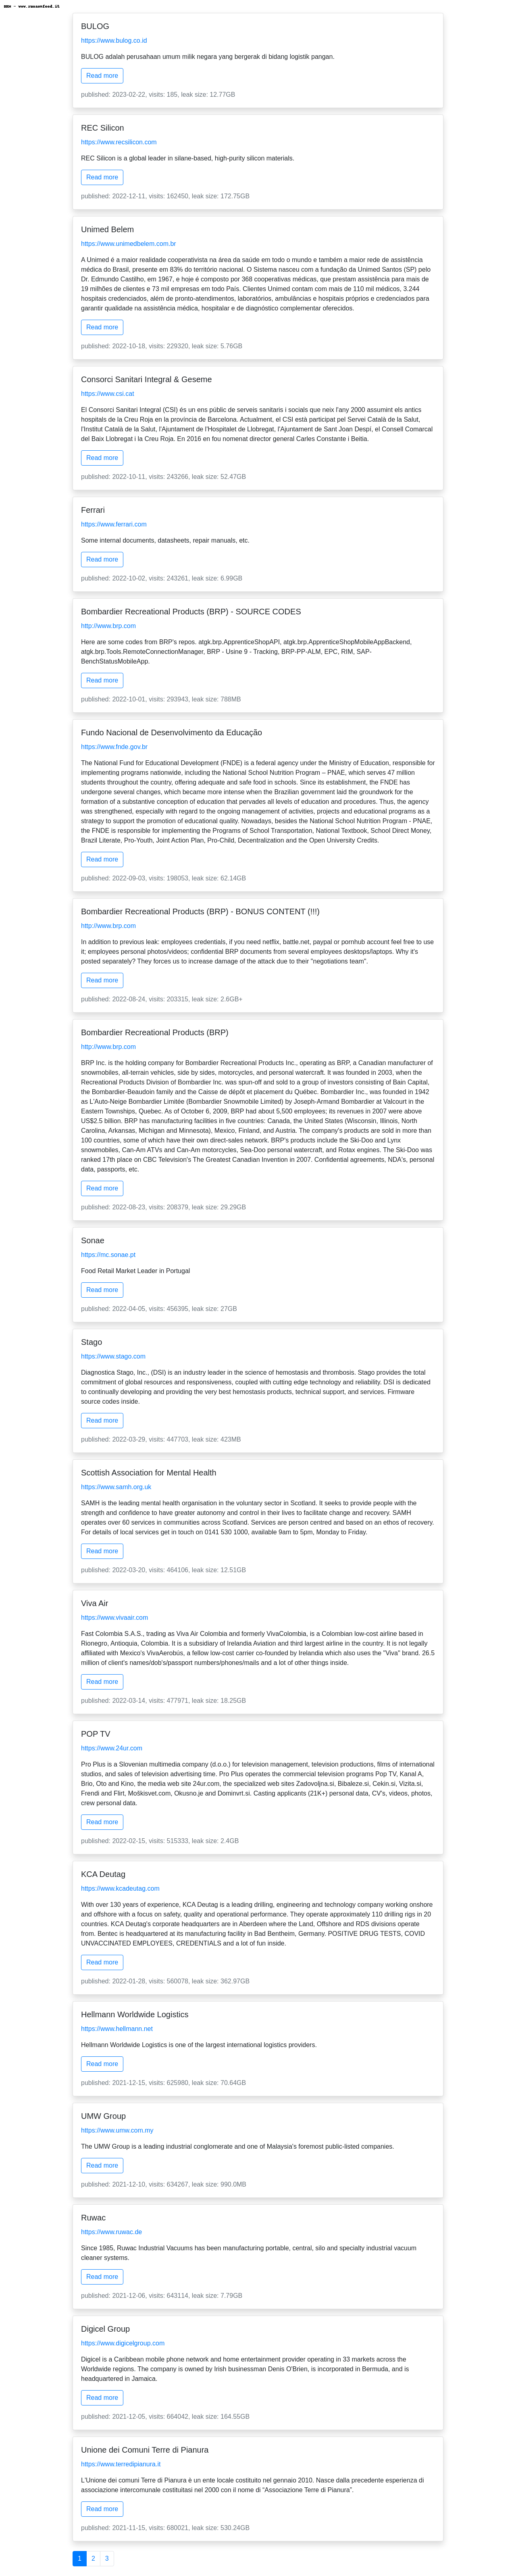 RRM - www.ransomfeed.it
BULOG
https://www.bulog.co.id
BULOG adalah perusahaan umum milik negara yang bergerak di bidang logistik pangan.
Read more
published: 2023-02-22, visits: 185, leak size: 12.77GB
REC Silicon
https://www.recsilicon.com
REC Silicon is a global leader in silane-based, high-purity silicon materials.
Read more
published: 2022-12-11, visits: 162450, leak size: 172.75GB
Unimed Belem
https://www.unimedbelem.com.br
A Unimed é a maior realidade cooperativista na área da saúde em todo o mundo e também a maior rede de assistência
médica do Brasil, presente em 83% do território nacional. O Sistema nasceu com a fundação da Unimed Santos (SP) pelo
Dr. Edmundo Castilho, em 1967, e hoje é composto por 368 cooperativas médicas, que prestam assistência para mais de
19 milhões de clientes e 73 mil empresas em todo País. Clientes Unimed contam com mais de 110 mil médicos, 3.244
hospitais credenciados, além de pronto-atendimentos, laboratórios, ambulâncias e hospitais próprios e credenciados para
garantir qualidade na assistência médica, hospitalar e de diagnóstico complementar oferecidos.
Read more
published: 2022-10-18, visits: 229320, leak size: 5.76GB
Consorci Sanitari Integral & Geseme
https://www.csi.cat
El Consorci Sanitari Integral (CSI) és un ens públic de serveis sanitaris i socials que neix l'any 2000 assumint els antics
hospitals de la Creu Roja en la província de Barcelona. Actualment, el CSI està participat pel Servei Català de la Salut,
l'Institut Català de la Salut, l'Ajuntament de l'Hospitalet de Llobregat, l'Ajuntament de Sant Joan Despí, el Consell Comarcal
del Baix Llobregat i la Creu Roja. En 2016 en fou nomenat director general Carles Constante i Beitia.
Read more
published: 2022-10-11, visits: 243266, leak size: 52.47GB
Ferrari
https://www.ferrari.com
Some internal documents, datasheets, repair manuals, etc.
Read more
published: 2022-10-02, visits: 243261, leak size: 6.99GB
Bombardier Recreational Products (BRP) - SOURCE CODES
http://www.brp.com
Here are some codes from BRP's repos. atgk.brp.ApprenticeShopAPI, atgk.brp.ApprenticeShopMobileAppBackend,
atgk.brp.Tools.RemoteConnectionManager, BRP - Usine 9 - Tracking, BRP-PP-ALM, EPC, RIM, SAP-
BenchStatusMobileApp.
Read more
published: 2022-10-01, visits: 293943, leak size: 788MB
Fundo Nacional de Desenvolvimento da Educação
https://www.fnde.gov.br
The National Fund for Educational Development (FNDE) is a federal agency under the Ministry of Education, responsible for
implementing programs nationwide, including the National School Nutrition Program – PNAE, which serves 47 million
students throughout the country, offering adequate and safe food in schools. Since its establishment, the FNDE has
undergone several changes, which became more intense when the Brazilian government laid the groundwork for the
formation of a substantive conception of education that pervades all levels of education and procedures. Thus, the agency
was strengthened, especially with regard to the ongoing management of activities, projects and educational programs as a
strategy to support the promotion of educational quality. Nowadays, besides the National School Nutrition Program - PNAE,
the FNDE is responsible for implementing the Programs of School Transportation, National Textbook, School Direct Money,
Brazil Literate, Pro-Youth, Joint Action Plan, Pro-Child, Decentralization and the Open University Credits.
Read more
published: 2022-09-03, visits: 198053, leak size: 62.14GB
Bombardier Recreational Products (BRP) - BONUS CONTENT (!!!)
http://www.brp.com
In addition to previous leak: employees credentials, if you need netflix, battle.net, paypal or pornhub account feel free to use
it; employees personal photos/videos; confidential BRP documents from several employees desktops/laptops. Why it's
posted separately? They forces us to increase damage of the attack due to their "negotiations team".
Read more
published: 2022-08-24, visits: 203315, leak size: 2.6GB+
Bombardier Recreational Products (BRP)
http://www.brp.com
BRP Inc. is the holding company for Bombardier Recreational Products Inc., operating as BRP, a Canadian manufacturer of
snowmobiles, all-terrain vehicles, side by sides, motorcycles, and personal watercraft. It was founded in 2003, when the
Recreational Products Division of Bombardier Inc. was spun-off and sold to a group of investors consisting of Bain Capital,
the Bombardier-Beaudoin family and the Caisse de dépôt et placement du Québec. Bombardier Inc., was founded in 1942
as L'Auto-Neige Bombardier Limitée (Bombardier Snowmobile Limited) by Joseph-Armand Bombardier at Valcourt in the
Eastern Townships, Quebec. As of October 6, 2009, BRP had about 5,500 employees; its revenues in 2007 were above
US$2.5 billion. BRP has manufacturing facilities in five countries: Canada, the United States (Wisconsin, Illinois, North
Carolina, Arkansas, Michigan and Minnesota), Mexico, Finland, and Austria. The company's products are sold in more than
100 countries, some of which have their own direct-sales network. BRP's products include the Ski-Doo and Lynx
snowmobiles, Can-Am ATVs and Can-Am motorcycles, Sea-Doo personal watercraft, and Rotax engines. The Ski-Doo was
ranked 17th place on CBC Television's The Greatest Canadian Invention in 2007. Confidential agreements, NDA's, personal
data, passports, etc.
Read more
published: 2022-08-23, visits: 208379, leak size: 29.29GB
Sonae
https://mc.sonae.pt
Food Retail Market Leader in Portugal
Read more
published: 2022-04-05, visits: 456395, leak size: 27GB
Stago
https://www.stago.com
Diagnostica Stago, Inc., (DSI) is an industry leader in the science of hemostasis and thrombosis. Stago provides the total
commitment of global resources and responsiveness, coupled with cutting edge technology and reliability. DSI is dedicated
to continually developing and providing the very best hemostasis products, technical support, and services. Firmware
source codes inside.
Read more
published: 2022-03-29, visits: 447703, leak size: 423MB
Scottish Association for Mental Health
https://www.samh.org.uk
SAMH is the leading mental health organisation in the voluntary sector in Scotland. It seeks to provide people with the
strength and confidence to have greater autonomy and control in their lives to facilitate change and recovery. SAMH
operates over 60 services in communities across Scotland. Services are person centred and based on an ethos of recovery.
For details of local services get in touch on 0141 530 1000, available 9am to 5pm, Monday to Friday.
Read more
published: 2022-03-20, visits: 464106, leak size: 12.51GB
Viva Air
https://www.vivaair.com
Fast Colombia S.A.S., trading as Viva Air Colombia and formerly VivaColombia, is a Colombian low-cost airline based in
Rionegro, Antioquia, Colombia. It is a subsidiary of Irelandia Aviation and third largest airline in the country. It is not legally
affiliated with Mexico's VivaAerobús, a fellow low-cost carrier co-founded by Irelandia which also uses the "Viva" brand. 26.5
million of client's names/dob's/passport numbers/phones/mails and a lot of other things inside.
Read more
published: 2022-03-14, visits: 477971, leak size: 18.25GB
POP TV
https://www.24ur.com
Pro Plus is a Slovenian multimedia company (d.o.o.) for television management, television productions, films of international
studios, and sales of television advertising time. Pro Plus operates the commercial television programs Pop TV, Kanal A,
Brio, Oto and Kino, the media web site 24ur.com, the specialized web sites Zadovoljna.si, Bibaleze.si, Cekin.si, Vizita.si,
Frendi and Flirt, Moškisvet.com, Okusno.je and Dominvrt.si. Casting applicants (21K+) personal data, CV's, videos, photos,
crew personal data.
Read more
published: 2022-02-15, visits: 515333, leak size: 2.4GB
KCA Deutag
https://www.kcadeutag.com
With over 130 years of experience, KCA Deutag is a leading drilling, engineering and technology company working onshore
and offshore with a focus on safety, quality and operational performance. They operate approximately 110 drilling rigs in 20
countries. KCA Deutag's corporate headquarters are in Aberdeen where the Land, Offshore and RDS divisions operate
from. Bentec is headquartered at its manufacturing facility in Bad Bentheim, Germany. POSITIVE DRUG TESTS, COVID
UNVACCINATED EMPLOYEES, CREDENTIALS and a lot of fun inside.
Read more
published: 2022-01-28, visits: 560078, leak size: 362.97GB
Hellmann Worldwide Logistics
https://www.hellmann.net
Hellmann Worldwide Logistics is one of the largest international logistics providers.
Read more
published: 2021-12-15, visits: 625980, leak size: 70.64GB
UMW Group
https://www.umw.com.my
The UMW Group is a leading industrial conglomerate and one of Malaysia's foremost public-listed companies.
Read more
published: 2021-12-10, visits: 634267, leak size: 990.0MB
Ruwac
https://www.ruwac.de
Since 1985, Ruwac Industrial Vacuums has been manufacturing portable, central, silo and specialty industrial vacuum
cleaner systems.
Read more
published: 2021-12-06, visits: 643114, leak size: 7.79GB
Digicel Group
https://www.digicelgroup.com
Digicel is a Caribbean mobile phone network and home entertainment provider operating in 33 markets across the
Worldwide regions. The company is owned by Irish businessman Denis O'Brien, is incorporated in Bermuda, and is
headquartered in Jamaica.
Read more
published: 2021-12-05, visits: 664042, leak size: 164.55GB
Unione dei Comuni Terre di Pianura
https://www.terredipianura.it
L'Unione dei comuni Terre di Pianura è un ente locale costituito nel gennaio 2010. Nasce dalla precedente esperienza di
associazione intercomunale costituitasi nel 2000 con il nome di "Associazione Terre di Pianura".
Read more
published: 2021-11-15, visits: 680021, leak size: 530.24GB
1 2 3